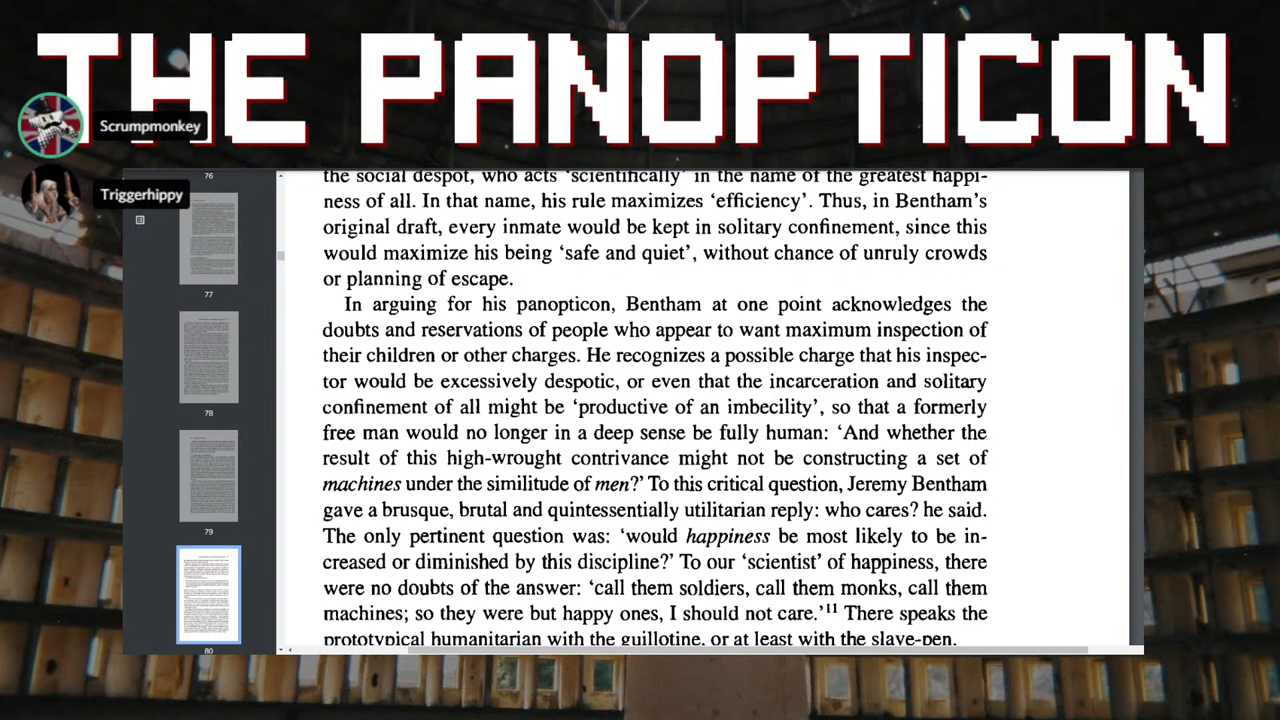 THE PANOPTICON
Scrumpmonkey
Triggerhippy
76
77
78
79
80
the social despot, who acts ‘scientifically’ in the name of the greatest happi-
ness of all. In that name, his rule maximizes ‘efficiency’. Thus, in Bentham’s
original draft, every inmate would be kept in solitary confinement, since this
would maximize his being ‘safe and quiet’, without chance of unruly crowds
or planning of escape.
In arguing for his panopticon, Bentham at one point acknowledges the
doubts and reservations of people who appear to want maximum inspection of
their children or other charges. He recognizes a possible charge that his inspec-
tor would be excessively despotic, or even that the incarceration and solitary
confinement of all might be ‘productive of an imbecility’, so that a formerly
free man would no longer in a deep sense be fully human: ‘And whether the
result of this high-wrought contrivance might not be constructing a set of
machines under the similitude of men?’ To this critical question, Jeremy Bentham
gave a brusque, brutal and quintessentially utilitarian reply: who cares? he said.
The only pertinent question was: ‘would happiness be most likely to be in-
creased or diminished by this discipline?’ To our ‘scientist’ of happiness, there
were no doubts of the answer: ‘call them soldiers, call them monks, call them
machines; so they were but happy ones, I should not care.’11 There speaks the
prototypical humanitarian with the guillotine, or at least with the slave-pen.